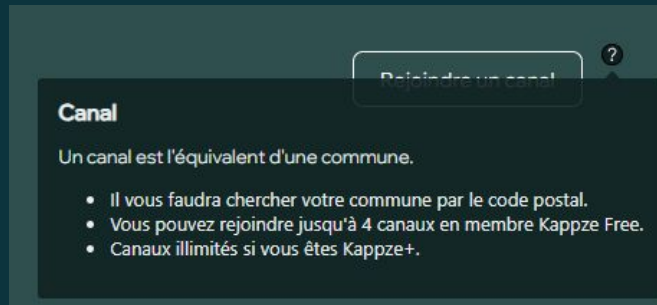 ?
Rejoindre un canal
Canal
Un canal est l'équivalent d'une commune.
• Il vous faudra chercher votre commune par le code postal.
• Vous pouvez rejoindre jusqu'à 4 canaux en membre Kappze Free.
• Canaux illimités si vous êtes Kappze+.